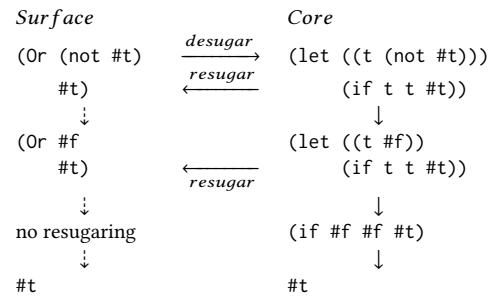 Surface Core
(Or (not #t) desugar (let ((t (not #t)))
#t) resugar (if t t #t))
(Or #f (let ((t #f))
#t) resugar (if t t #t))
no resugaring (if #f #f #t)
#t #t